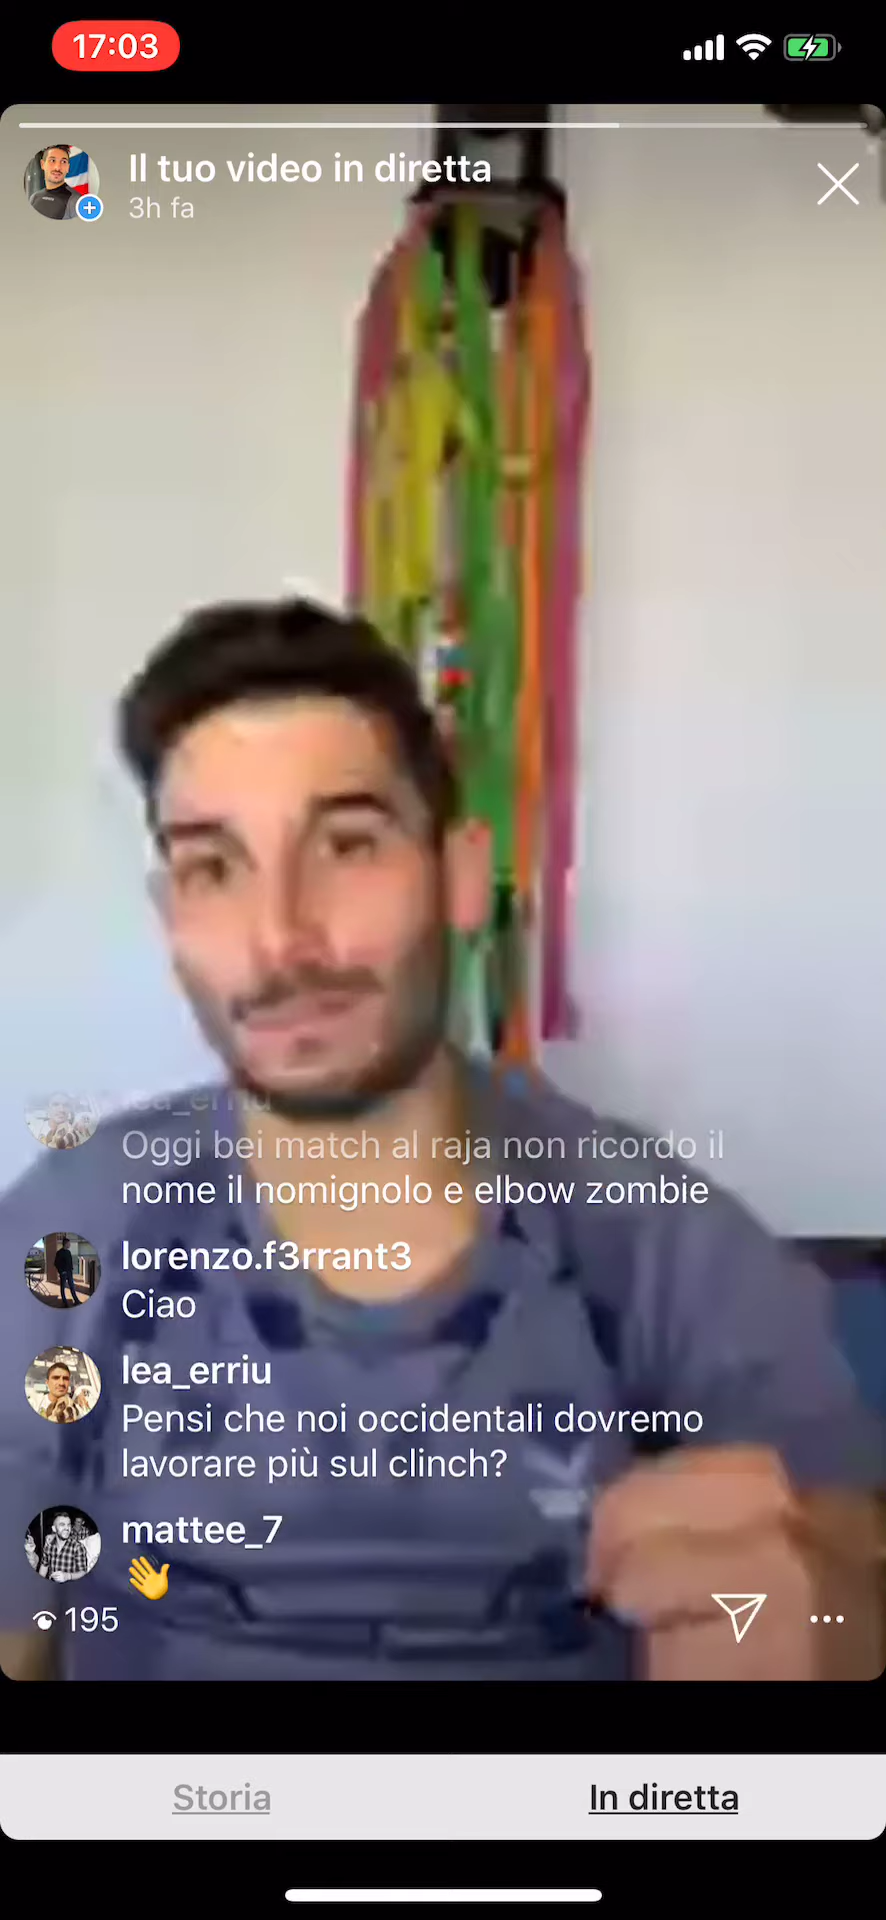 17:03
Il tuo video in diretta
3h fa
lea_erriu
Oggi bei match al raja non ricordo il
nome il nomignolo e elbow zombie
lorenzo.f3rrant3
Ciao
lea_erriu
Pensi che noi occidentali dovremo
lavorare più sul clinch?
mattee_7
👋
195
Storia
In diretta